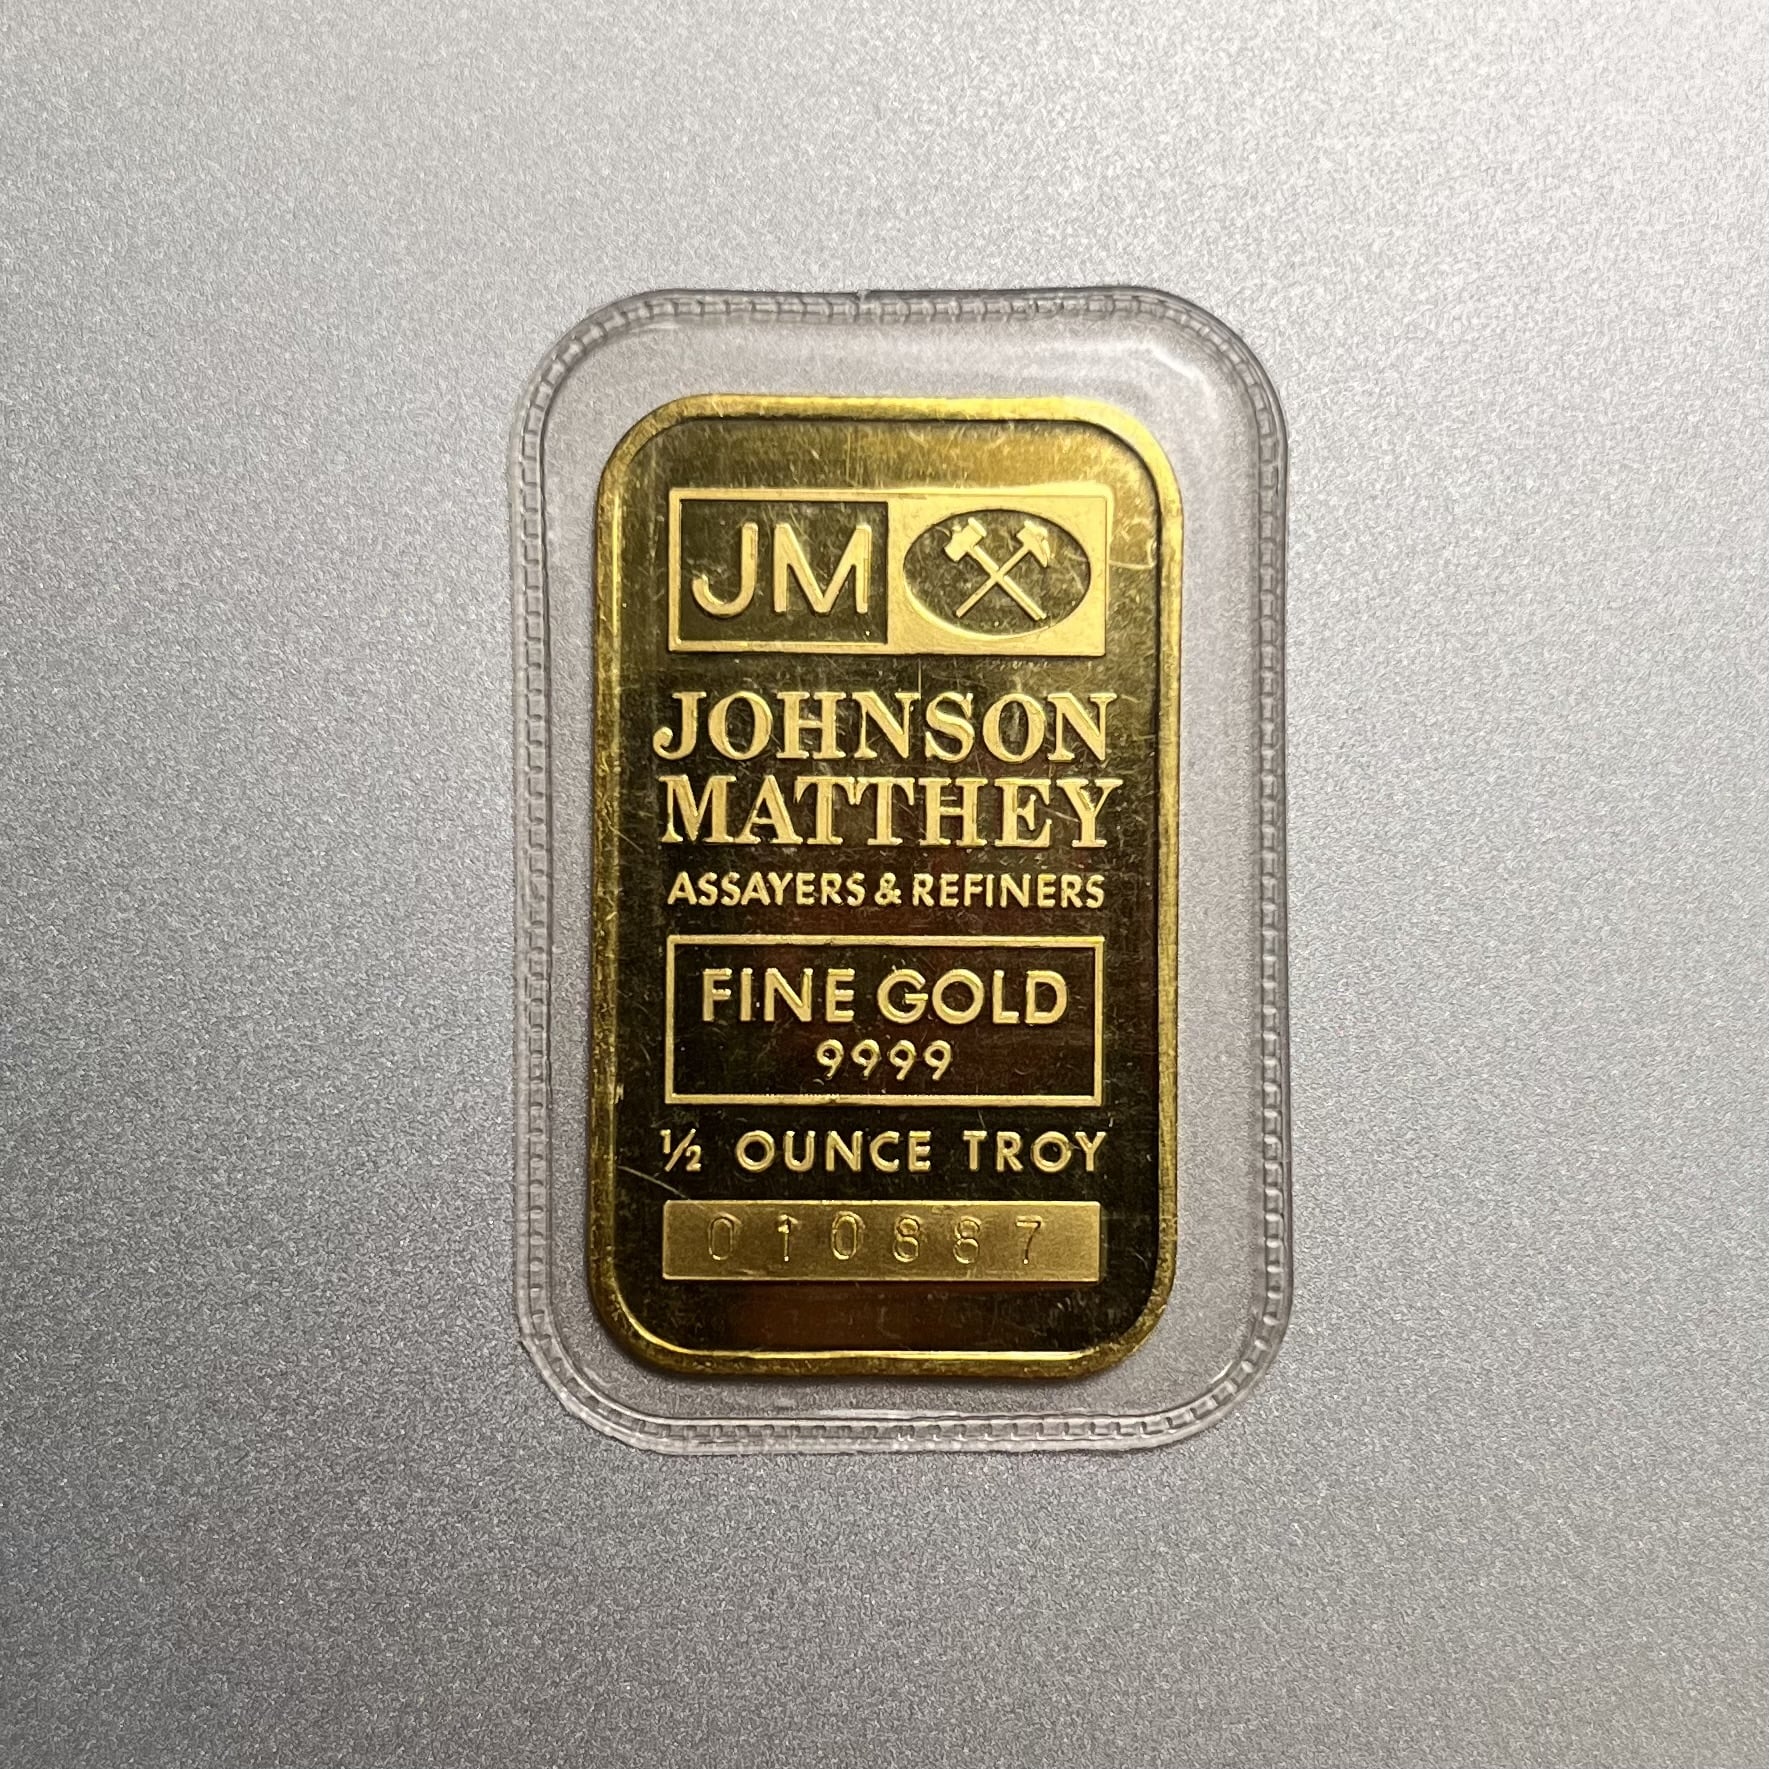 JM
JOHNSON
MATTHEY
ASSAYERS & REFINERS
FINE GOLD
9999
½ OUNCE TROY
010887